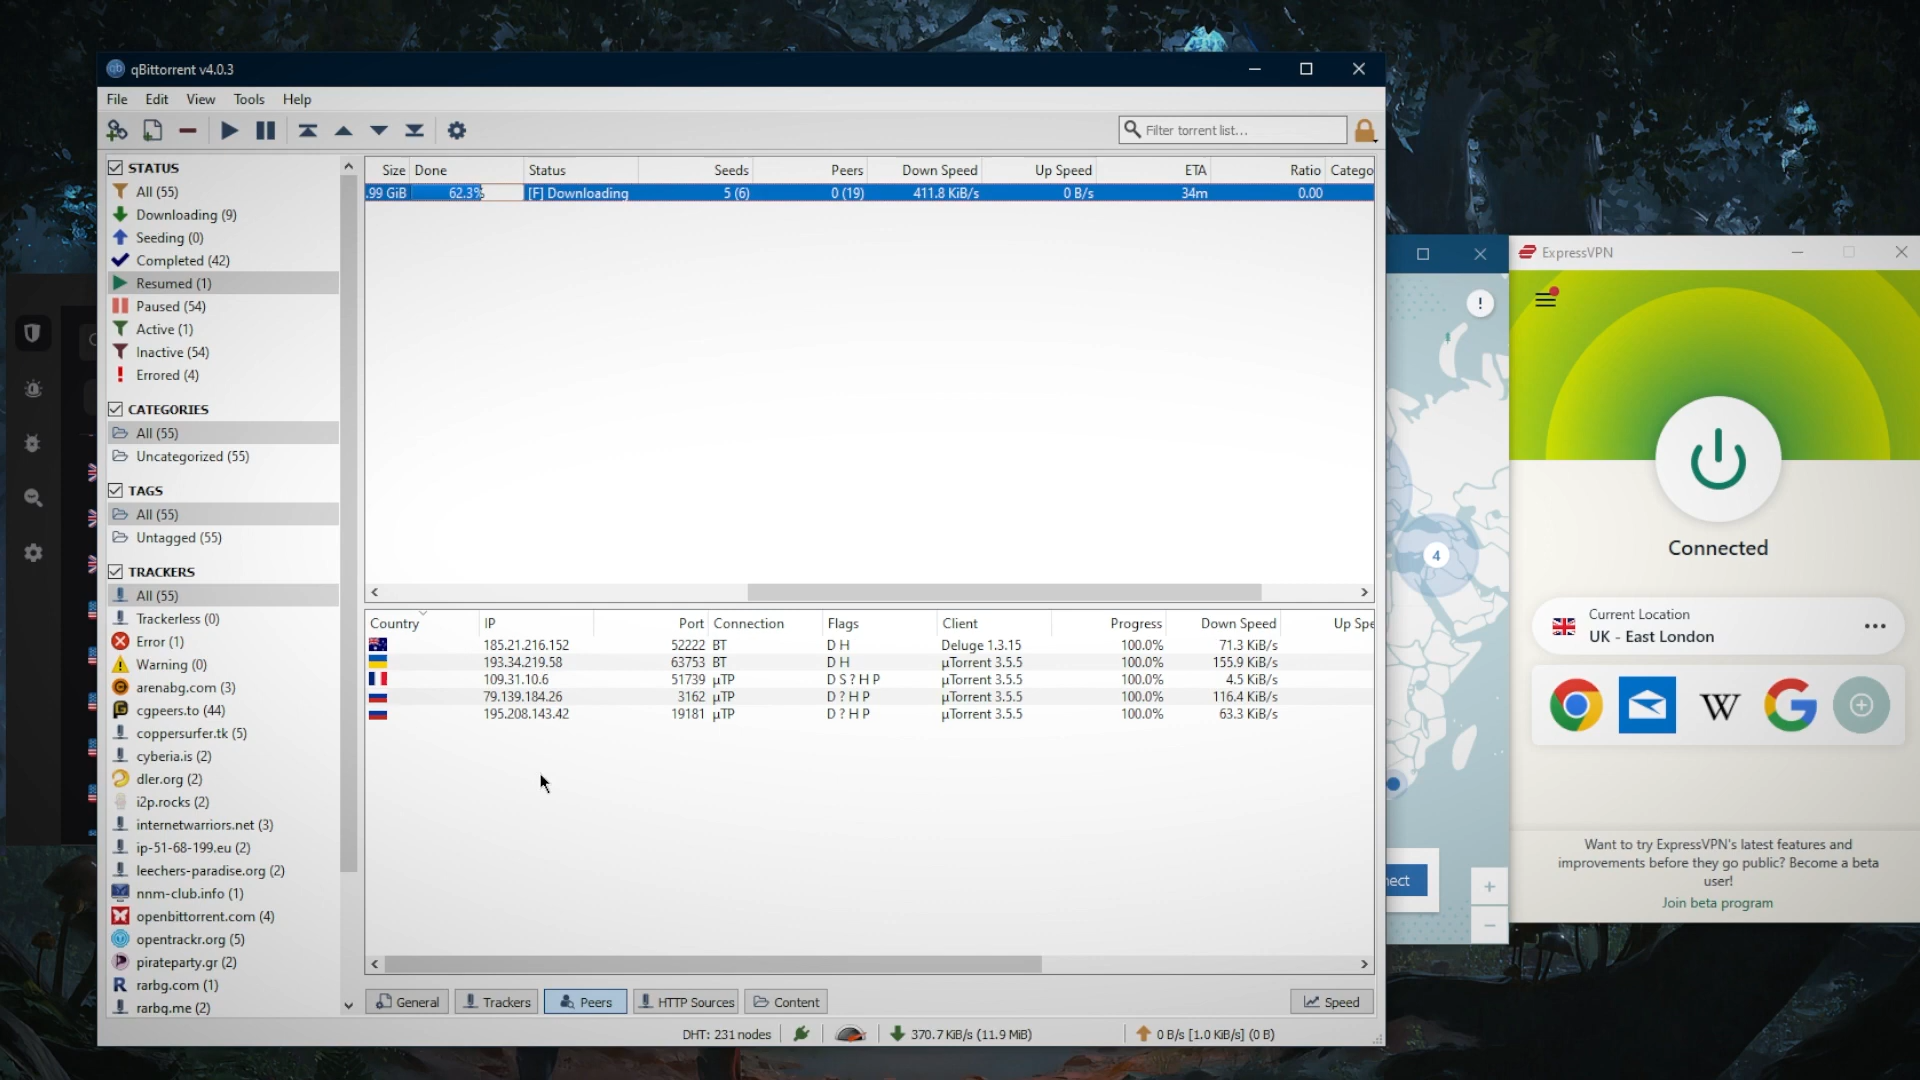 qBittorrent v4.0.3
File Edit View Tools Help
Filter torrent list...
STATUS
All (55)
Downloading (9)
Seeding (0)
Completed (42)
Resumed (1)
Paused (54)
Active (1)
Inactive (54)
Errored (4)
CATEGORIES
All (55)
Uncategorized (55)
TAGS
All (55)
Untagged (55)
TRACKERS
All (55)
Trackerless (0)
Error (1)
Warning (0)
arenabg.com (3)
cgpeers.to (44)
coppersurfer.tk (5)
cyberia.is (2)
dler.org (2)
i2p.rocks (2)
internetwarriors.net (3)
ip-51-68-199.eu (2)
leechers-paradise.org (2)
nnm-club.info (1)
openbittorrent.com (4)
opentrackr.org (5)
pirateparty.gr (2)
rarbg.com (1)
rarbg.me (2)
Size Done Status Seeds Peers Down Speed Up Speed ETA Ratio Catego
.99 GiB 62.3% [F] Downloading 5 (6) 0 (19) 411.8 KiB/s 0 B/s 34m 0.00
Country IP Port Connection Flags Client Progress Down Speed Up Spe
185.21.216.152 52222 BT D H Deluge 1.3.15 100.0% 71.3 KiB/s
193.34.219.58 63753 BT D H µTorrent 3.5.5 100.0% 155.9 KiB/s
109.31.10.6 51739 µTP D S ? H P µTorrent 3.5.5 100.0% 4.5 KiB/s
79.139.184.26 3162 µTP D ? H P µTorrent 3.5.5 100.0% 116.4 KiB/s
195.208.143.42 19181 µTP D ? H P µTorrent 3.5.5 100.0% 63.3 KiB/s
General Trackers Peers HTTP Sources Content Speed
DHT: 231 nodes 370.7 KiB/s (11.9 MiB) 0 B/s [1.0 KiB/s] (0 B)
!
4
nect
+
−
ExpressVPN
Connected
Current Location
UK - East London
W
Want to try ExpressVPN's latest features and
improvements before they go public? Become a beta
user!
Join beta program